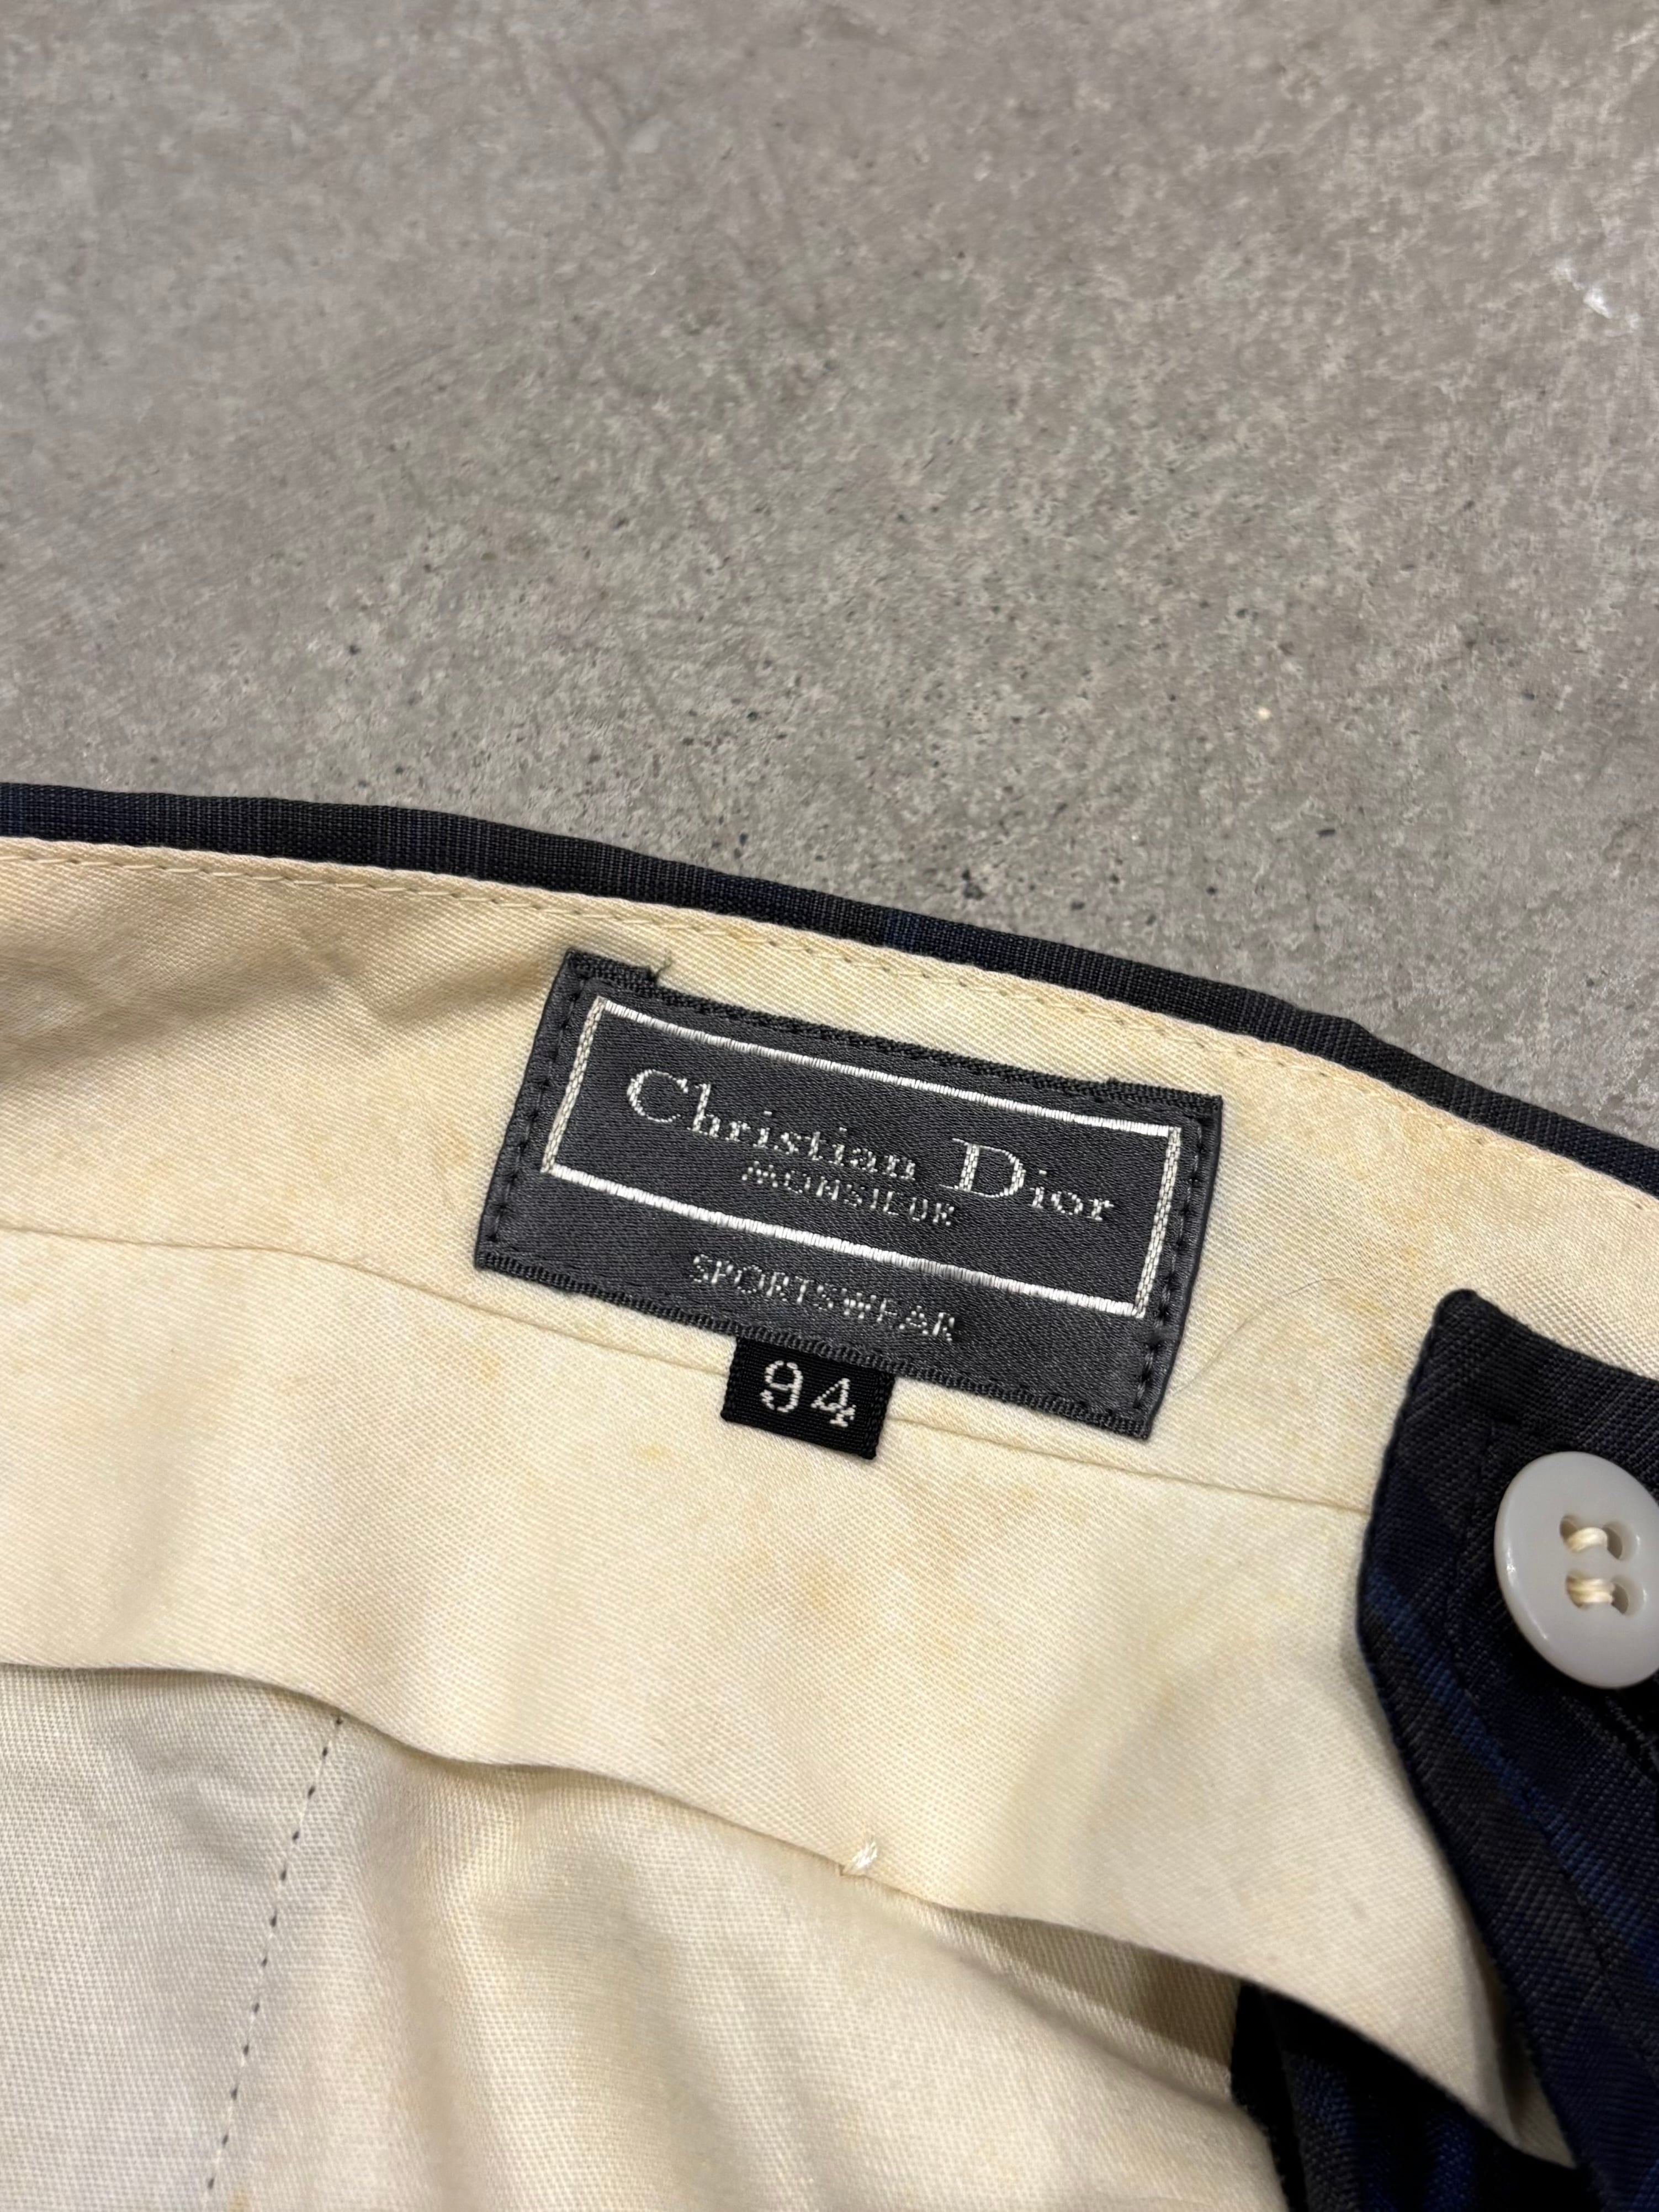 Christian Dior
MONSIEUR
SPORTSWEAR
94